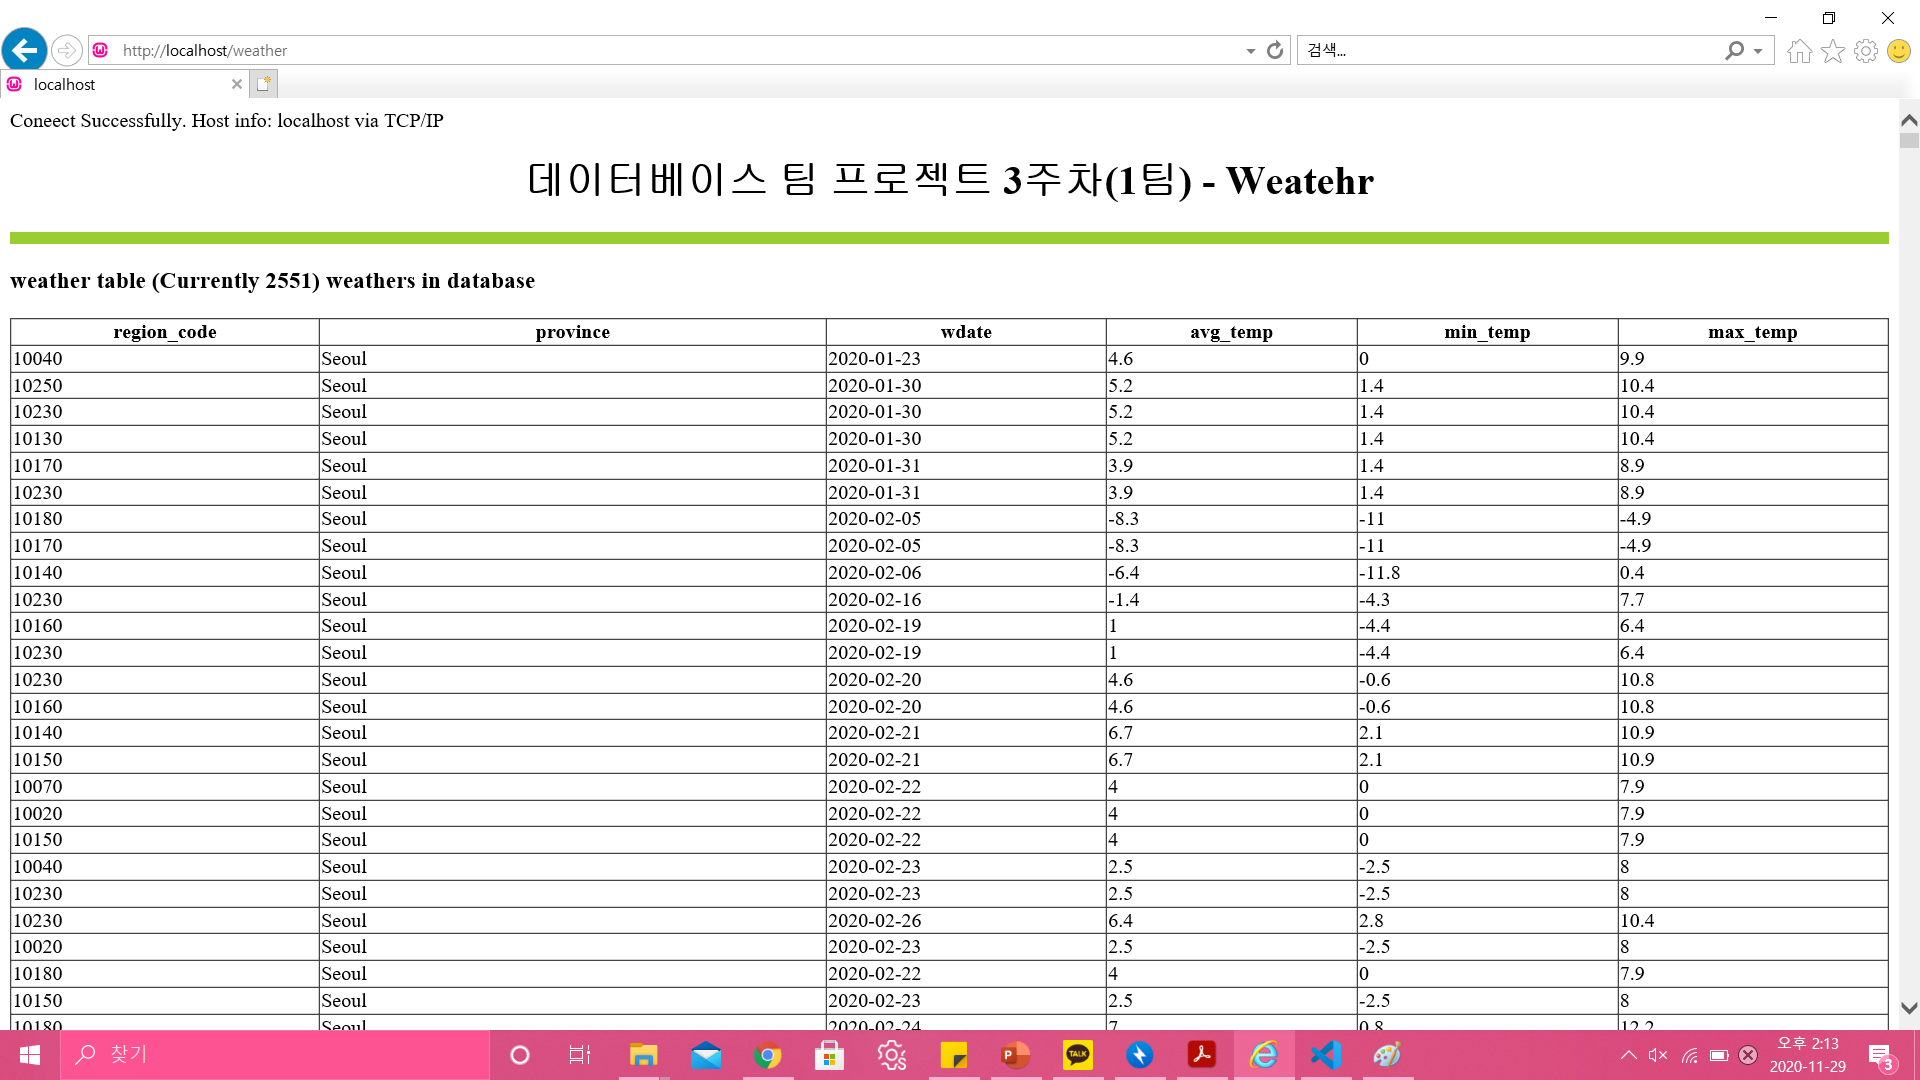 http://localhost/weather
검색...
localhost
Coneect Successfully. Host info: localhost via TCP/IP
데이터베이스 팀 프로젝트 3주차(1팀) - Weatehr
weather table (Currently 2551) weathers in database
region_code province wdate avg_temp min_temp max_temp
10040 Seoul 2020-01-23 4.6 0 9.9
10250 Seoul 2020-01-30 5.2 1.4 10.4
10230 Seoul 2020-01-30 5.2 1.4 10.4
10130 Seoul 2020-01-30 5.2 1.4 10.4
10170 Seoul 2020-01-31 3.9 1.4 8.9
10230 Seoul 2020-01-31 3.9 1.4 8.9
10180 Seoul 2020-02-05 -8.3 -11 -4.9
10170 Seoul 2020-02-05 -8.3 -11 -4.9
10140 Seoul 2020-02-06 -6.4 -11.8 0.4
10230 Seoul 2020-02-16 -1.4 -4.3 7.7
10160 Seoul 2020-02-19 1 -4.4 6.4
10230 Seoul 2020-02-19 1 -4.4 6.4
10230 Seoul 2020-02-20 4.6 -0.6 10.8
10160 Seoul 2020-02-20 4.6 -0.6 10.8
10140 Seoul 2020-02-21 6.7 2.1 10.9
10150 Seoul 2020-02-21 6.7 2.1 10.9
10070 Seoul 2020-02-22 4 0 7.9
10020 Seoul 2020-02-22 4 0 7.9
10150 Seoul 2020-02-22 4 0 7.9
10040 Seoul 2020-02-23 2.5 -2.5 8
10230 Seoul 2020-02-23 2.5 -2.5 8
10230 Seoul 2020-02-26 6.4 2.8 10.4
10020 Seoul 2020-02-23 2.5 -2.5 8
10180 Seoul 2020-02-22 4 0 7.9
10150 Seoul 2020-02-23 2.5 -2.5 8
10180 Seoul 2020-02-24 7 0.8 12.2
찾기
TALK
오후 2:13
2020-11-29
3